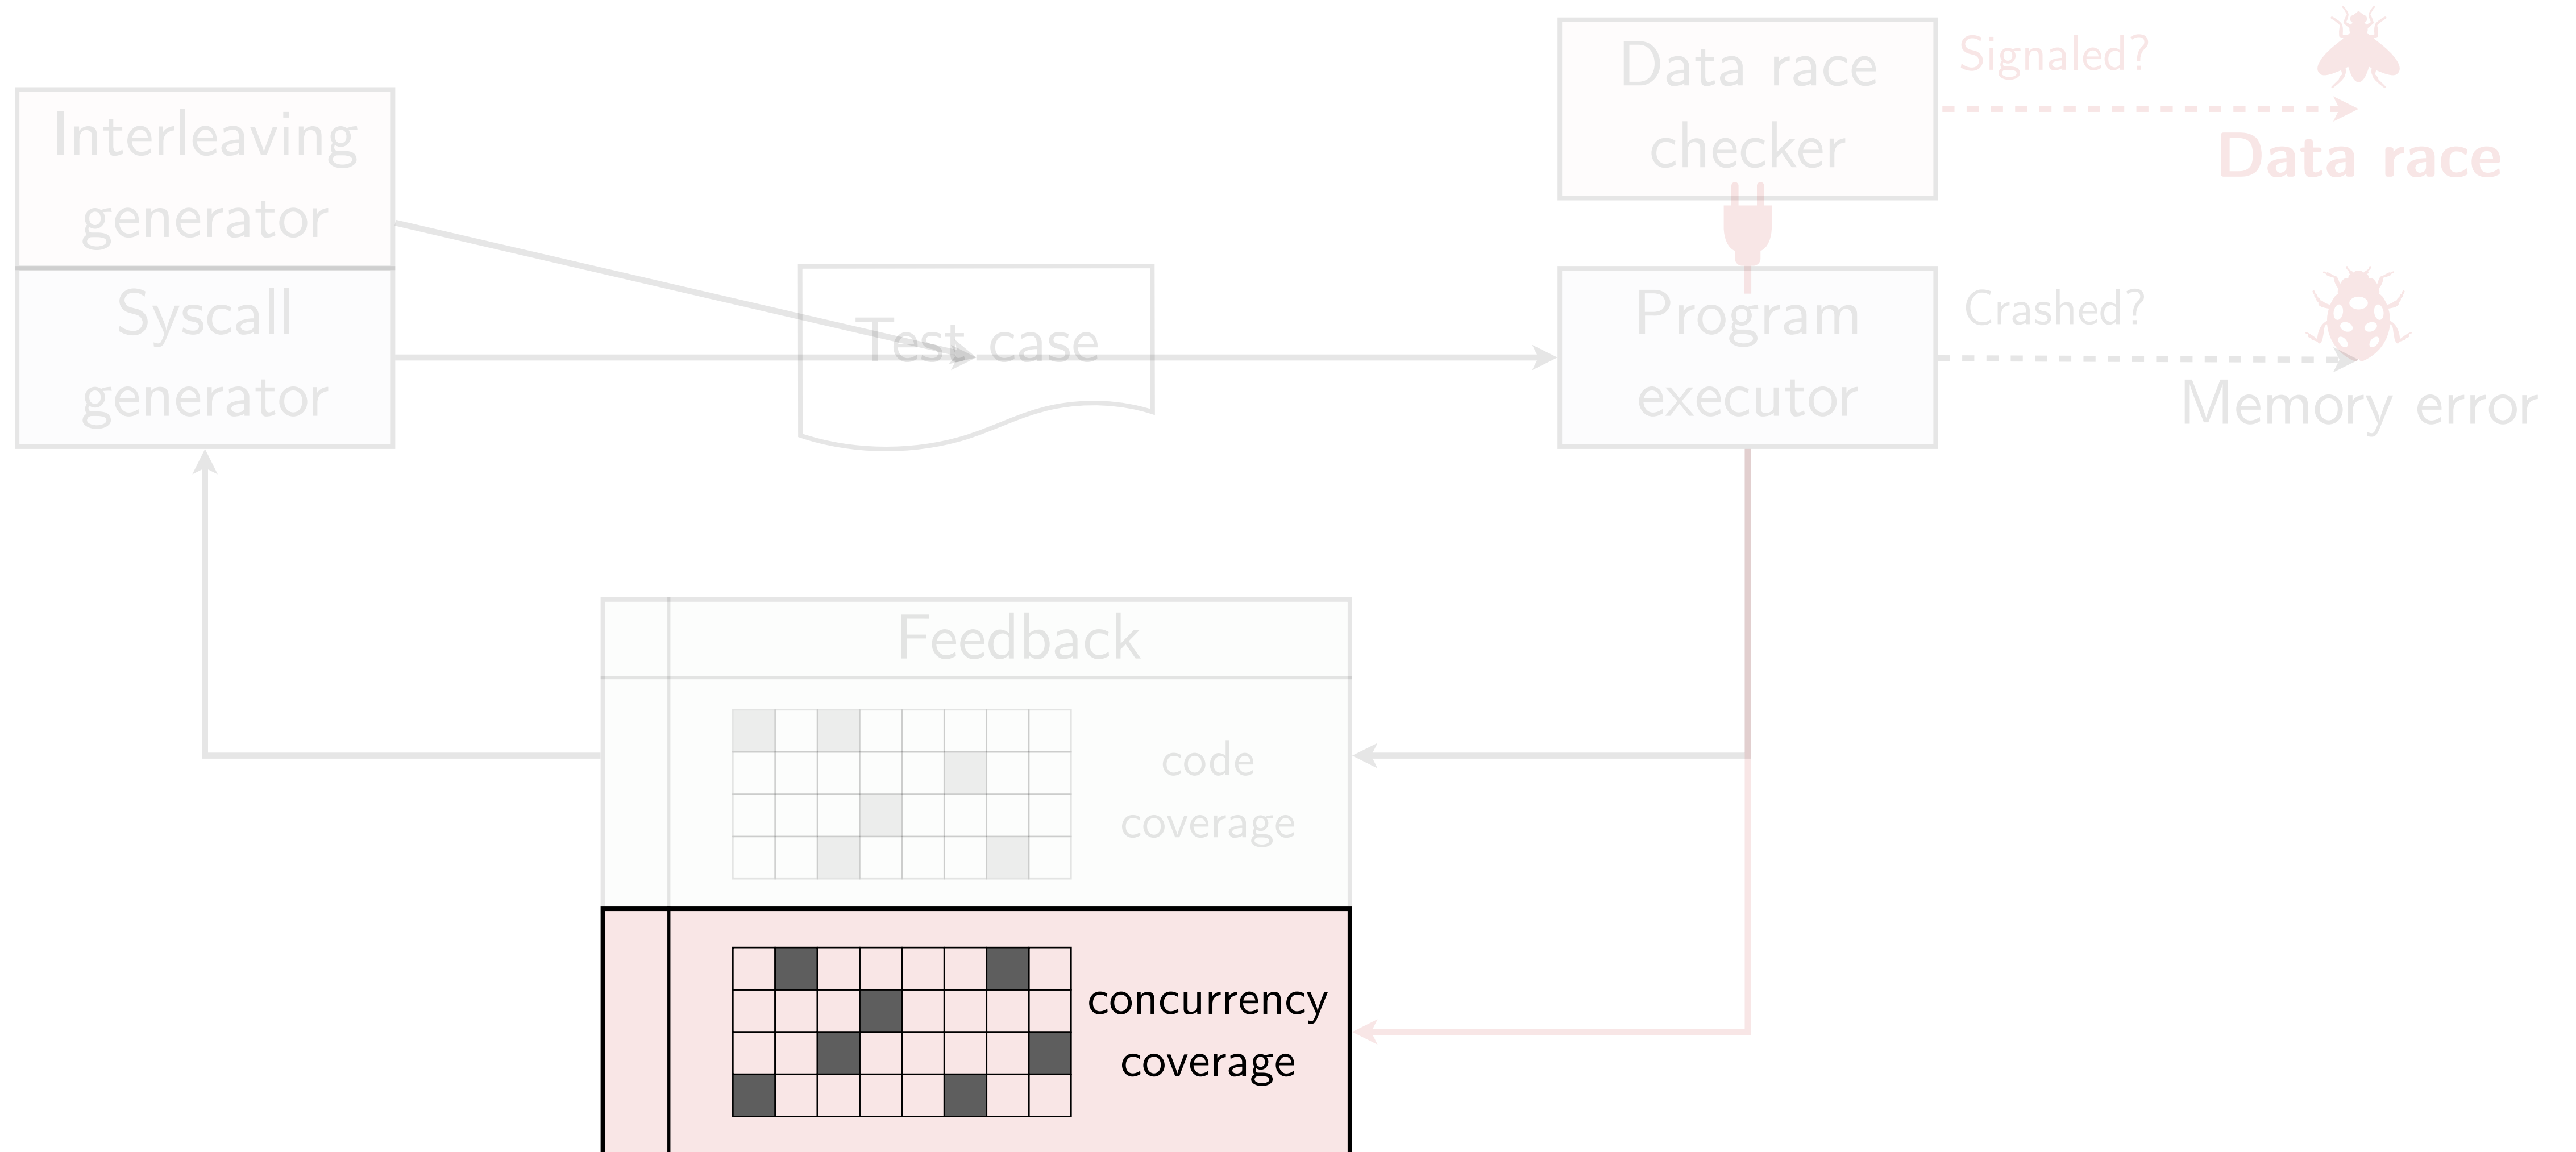 Interleaving
generator
Syscall
generator
Test case
Data race
checker
Program
executor
Signaled?
Data race
Crashed?
Memory error
Feedback
code
coverage
concurrency
coverage